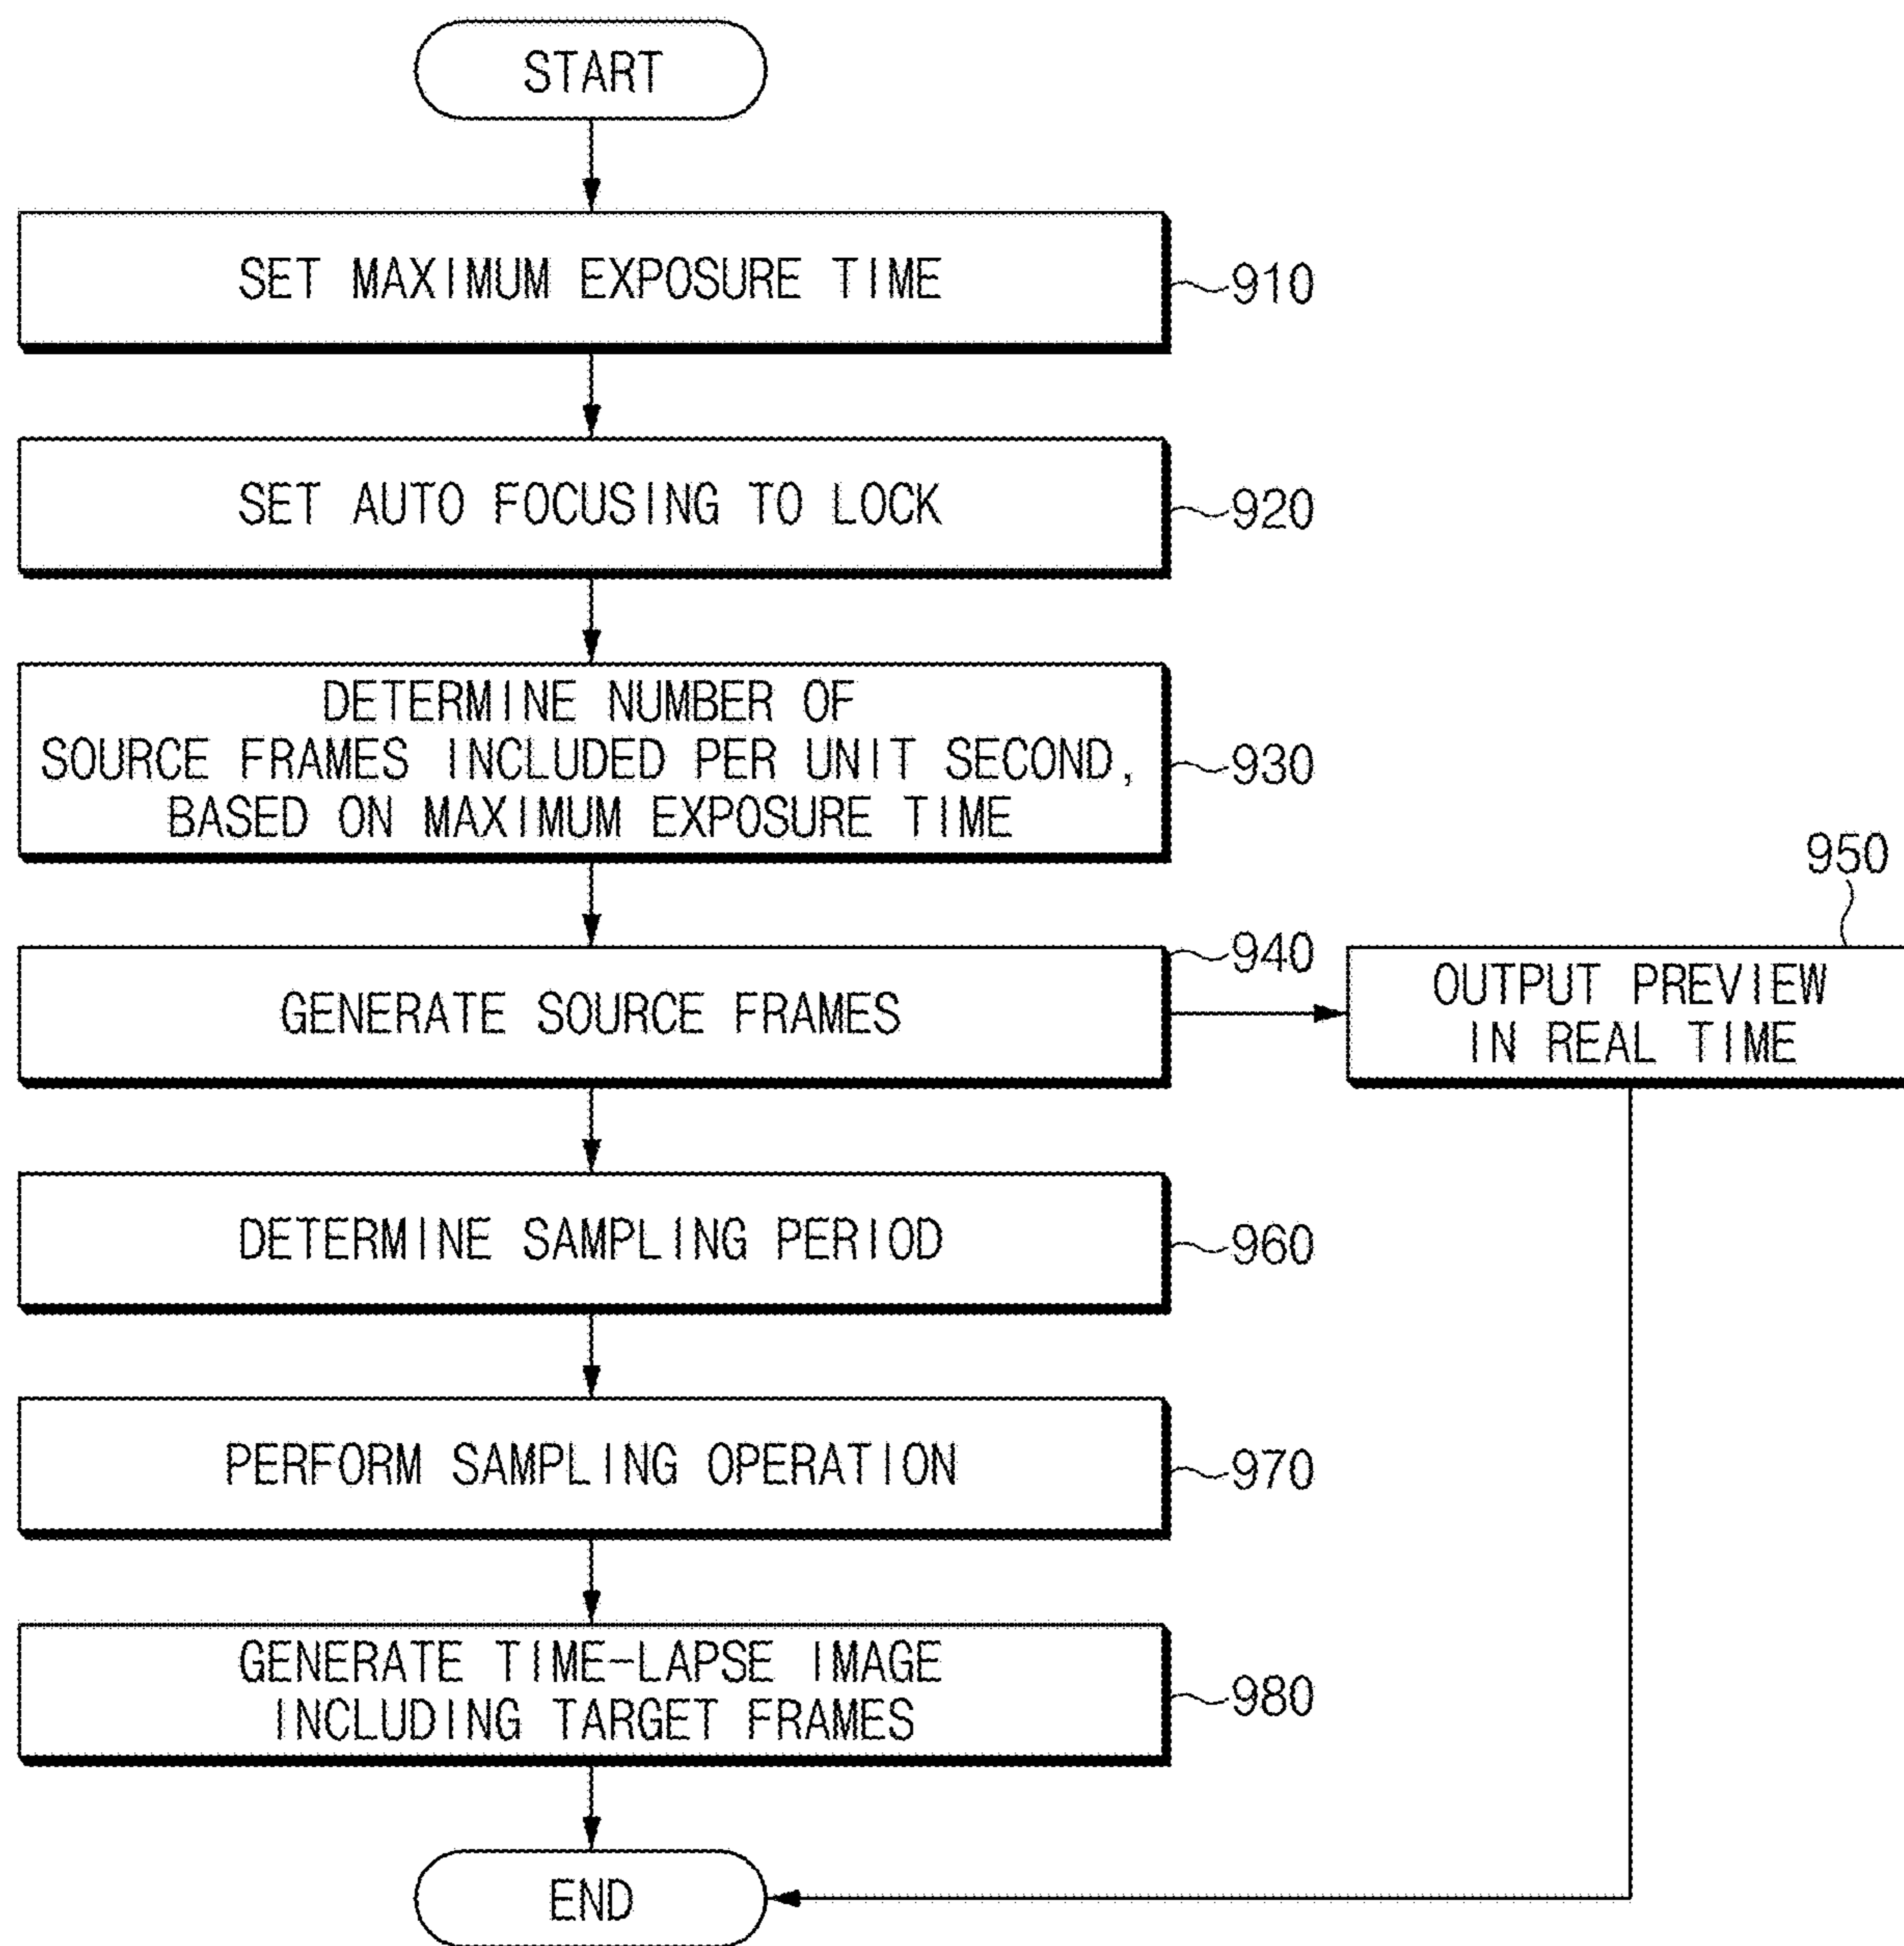 START
SET MAXIMUM EXPOSURE TIME
910
SET AUTO FOCUSING TO LOCK
920
DETERMINE NUMBER OF
SOURCE FRAMES INCLUDED PER UNIT SECOND,
BASED ON MAXIMUM EXPOSURE TIME
930
GENERATE SOURCE FRAMES
940
950
OUTPUT PREVIEW
IN REAL TIME
DETERMINE SAMPLING PERIOD
960
PERFORM SAMPLING OPERATION
970
GENERATE TIME-LAPSE IMAGE
INCLUDING TARGET FRAMES
980
END